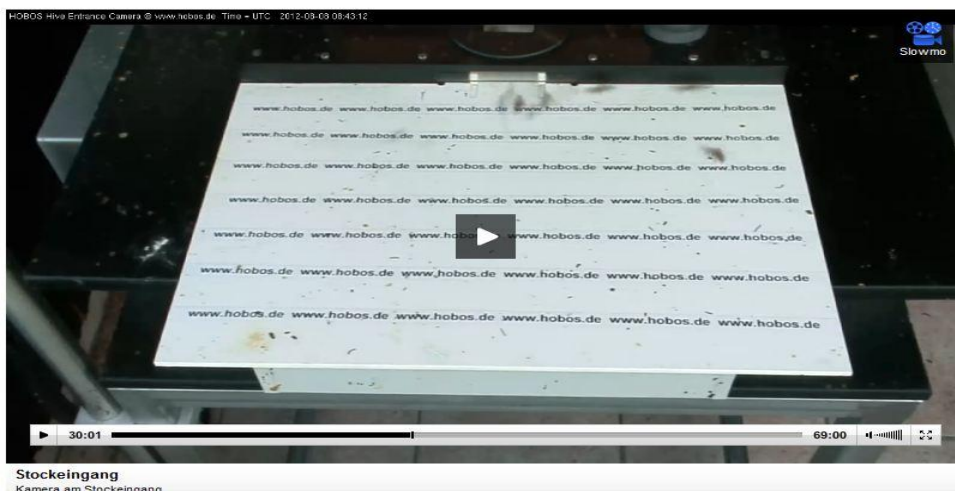 HOBOS Hive Entrance Camera © www.hobos.de Time = UTC 2012-08-08 08:43:12
Slowmo
www.hobos.de www.hobos.de www.hobos.de www.hobos.de www.hobos.de www.hobos.de
www.hobos.de www.hobos.de www.hobos.de www.hobos.de www.hobos.de www.hobos.de
www.hobos.de www.hobos.de www.hobos.de www.hobos.de www.hobos.de www.hobos.de
www.hobos.de www.hobos.de www.hobos.de www.hobos.de www.hobos.de www.hobos.de
www.hobos.de www.hobos.de www.hobos.de www.hobos.de www.hobos.de www.hobos.de
www.hobos.de www.hobos.de www.hobos.de www.hobos.de www.hobos.de www.hobos.de
www.hobos.de www.hobos.de www.hobos.de www.hobos.de www.hobos.de www.hobos.de
30:01 69:00
Stockeingang
Kamera am Stockeingang